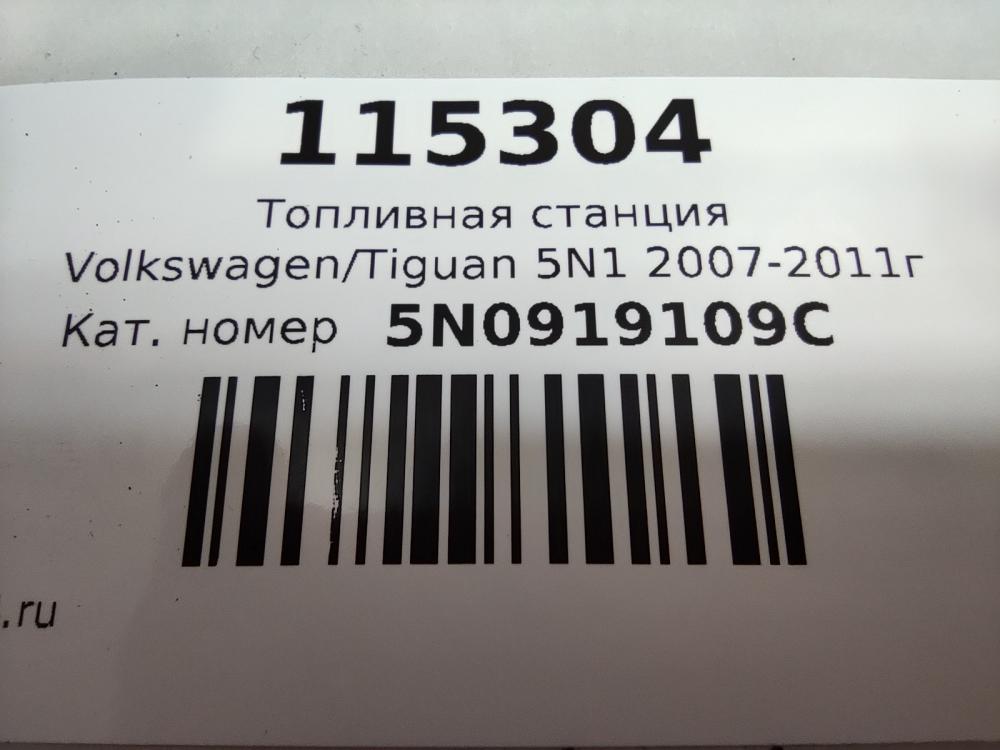 115304
Топливная станция
Volkswagen/Tiguan 5N1 2007-2011г
Кат. номер 5N0919109C
.ru